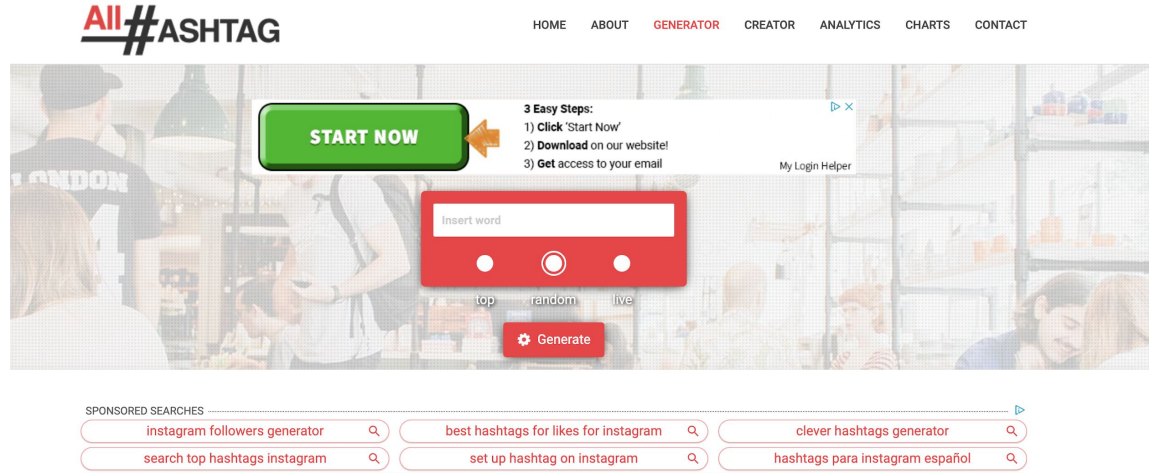 All#ASHTAG
HOME ABOUT GENERATOR CREATOR ANALYTICS CHARTS CONTACT
START NOW
3 Easy Steps:
1) Click 'Start Now'
2) Download on our website!
3) Get access to your email
My Login Helper
LONDON
Insert word
top random live
Generate
SPONSORED SEARCHES
instagram followers generator
best hashtags for likes for instagram
clever hashtags generator
search top hashtags instagram
set up hashtag on instagram
hashtags para instagram español